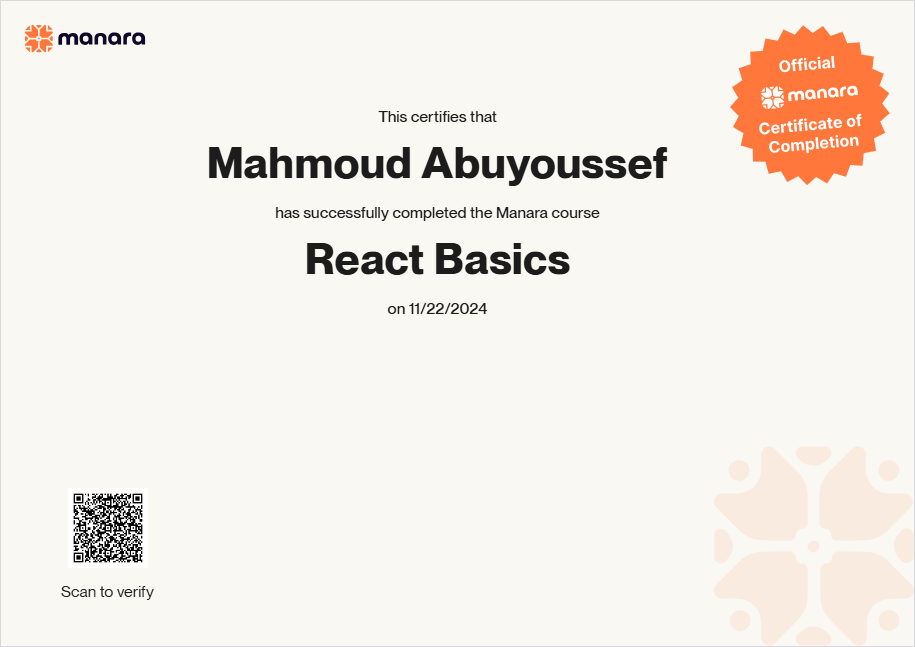 manara
Official
manara
Certificate of
Completion
This certifies that
Mahmoud Abuyoussef
has successfully completed the Manara course
React Basics
on 11/22/2024
Scan to verify